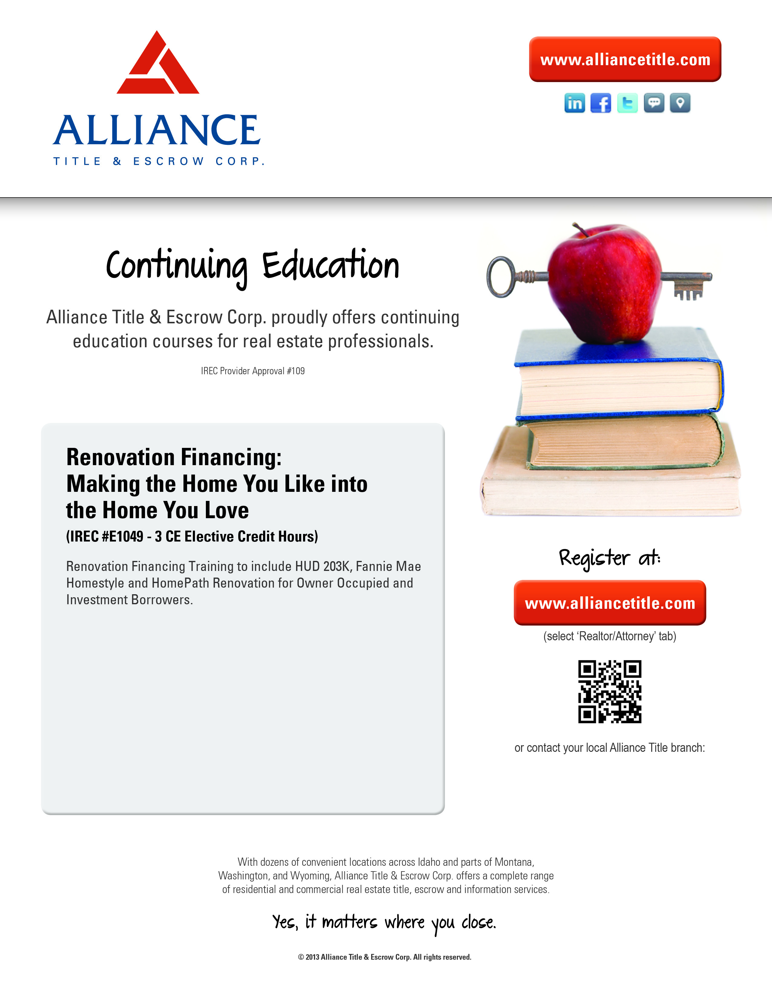 ALLIANCE
TITLE & ESCROW CORP.
www.alliancetitle.com
in f t
Continuing Education
Alliance Title & Escrow Corp. proudly offers continuing
education courses for real estate professionals.
IREC Provider Approval #109
Renovation Financing:
Making the Home You Like into
the Home You Love
(IREC #E1049 - 3 CE Elective Credit Hours)
Renovation Financing Training to include HUD 203K, Fannie Mae
Homestyle and HomePath Renovation for Owner Occupied and
Investment Borrowers.
Register at:
www.alliancetitle.com
(select ‘Realtor/Attorney’ tab)
or contact your local Alliance Title branch:
With dozens of convenient locations across Idaho and parts of Montana,
Washington, and Wyoming, Alliance Title & Escrow Corp. offers a complete range
of residential and commercial real estate title, escrow and information services.
Yes, it matters where you close.
© 2013 Alliance Title & Escrow Corp. All rights reserved.